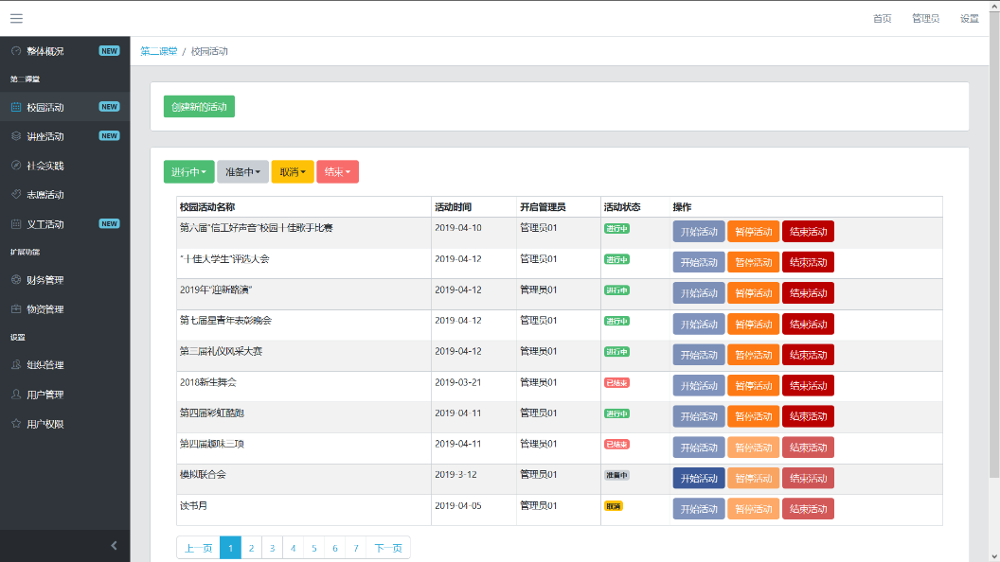 首页 管理员 设置
整体概况 NEW
第二课堂
校园活动 NEW
讲座活动 NEW
社会实践
志愿活动
义工活动 NEW
扩展功能
财务管理
物资管理
设置
组织管理
用户管理
用户权限
第二课堂 / 校园活动
创建新的活动
进行中 准备中 取消 结束
校园活动名称 活动时间 开启管理员 活动状态 操作
第六届“信工好声音”校园十佳歌手比赛 2019-04-10 管理员01 进行中 开始活动 暂停活动 结束活动
“十佳大学生”评选大会 2019-04-12 管理员01 进行中 开始活动 暂停活动 结束活动
2019年“迎新路演” 2019-04-12 管理员01 进行中 开始活动 暂停活动 结束活动
第七届星青年表彰晚会 2019-04-12 管理员01 进行中 开始活动 暂停活动 结束活动
第三届礼仪风采大赛 2019-04-12 管理员01 进行中 开始活动 暂停活动 结束活动
2018新生舞会 2019-03-21 管理员01 已结束 开始活动 暂停活动 结束活动
第四届彩虹酷跑 2019-04-11 管理员01 进行中 开始活动 暂停活动 结束活动
第四届趣味三项 2019-04-11 管理员01 已结束 开始活动 暂停活动 结束活动
模拟联合会 2019-3-12 管理员01 准备中 开始活动 暂停活动 结束活动
读书月 2019-04-05 管理员01 取消 开始活动 暂停活动 结束活动
上一页 1 2 3 4 5 6 7 下一页